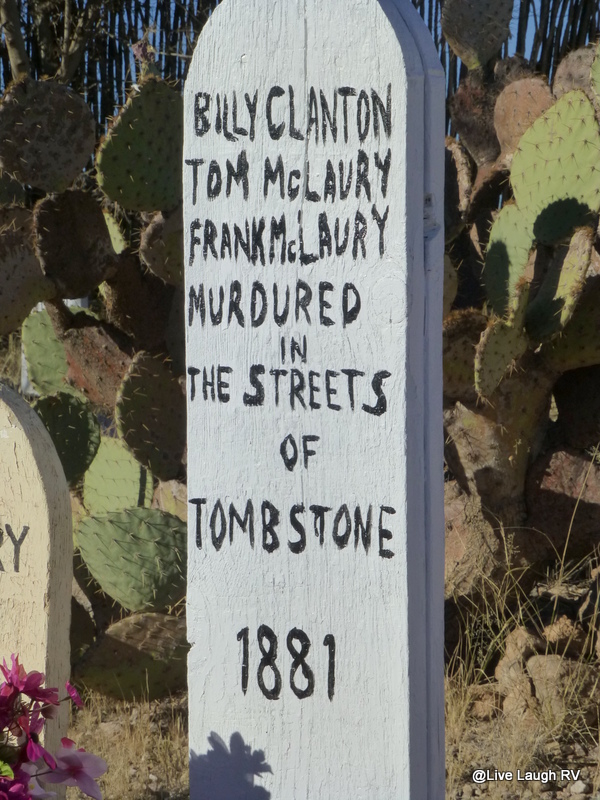 BILLY CLANTON
TOM McLAURY
FRANK McLAURY
MURDURED
IN
THE STREETS
OF
TOMBSTONE
1881
@Live Laugh RV